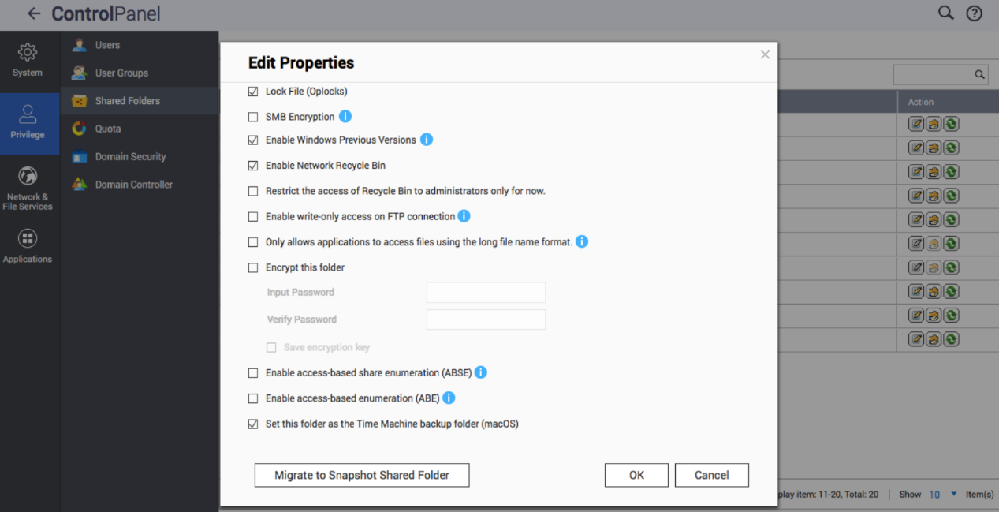 ControlPanel
System
Privilege
Network &
File Services
Applications
Users
User Groups
Shared Folders
Quota
Domain Security
Domain Controller
Edit Properties
Lock File (Oplocks)
SMB Encryption
Enable Windows Previous Versions
Enable Network Recycle Bin
Restrict the access of Recycle Bin to administrators only for now.
Enable write-only access on FTP connection
Only allows applications to access files using the long file name format.
Encrypt this folder
Input Password
Verify Password
Save encryption key
Enable access-based share enumeration (ABSE)
Enable access-based enumeration (ABE)
Set this folder as the Time Machine backup folder (macOS)
Migrate to Snapshot Shared Folder
OK
Cancel
Action
play item: 11-20, Total: 20 | Show 10 Item(s)